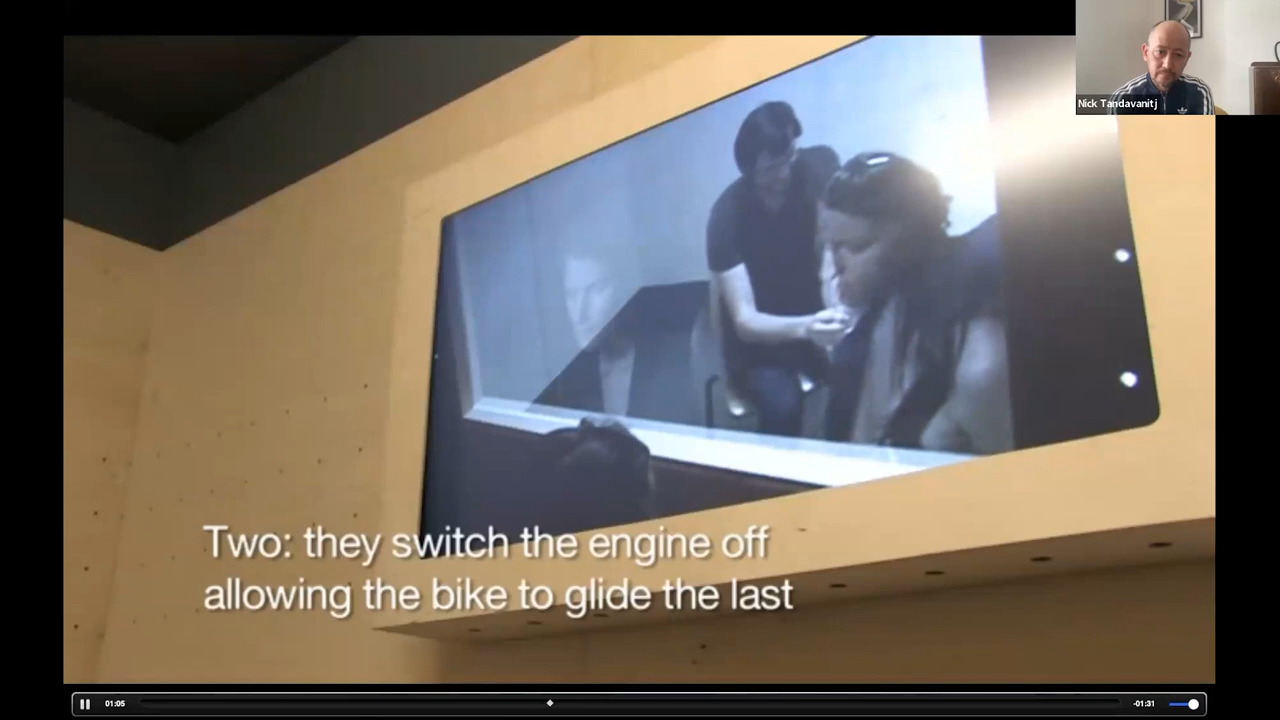 Nick Tandavanitj
Two: they switch the engine off
allowing the bike to glide the last
01:05
-01:31